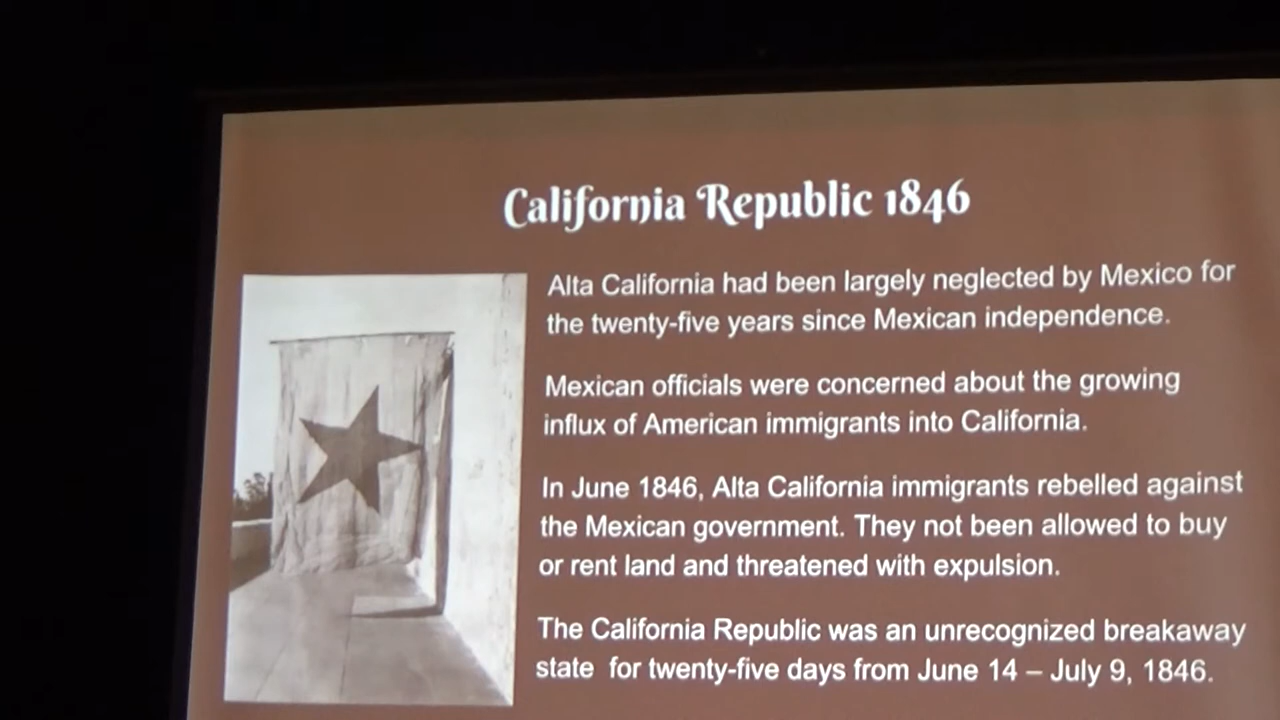 California Republic 1846
Alta California had been largely neglected by Mexico for
the twenty-five years since Mexican independence.
Mexican officials were concerned about the growing
influx of American immigrants into California.
In June 1846, Alta California immigrants rebelled against
the Mexican government. They not been allowed to buy
or rent land and threatened with expulsion.
The California Republic was an unrecognized breakaway
state for twenty-five days from June 14 – July 9, 1846.